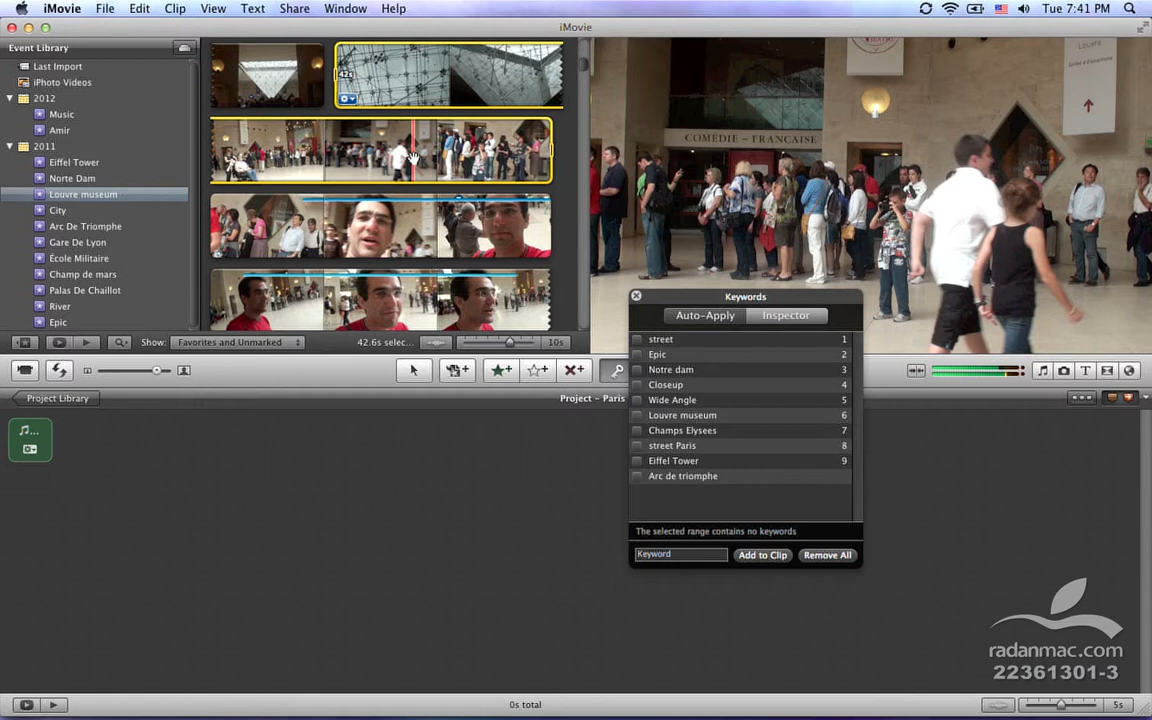 iMovie File Edit Clip View Text Share Window Help Tue 7:41 PM
iMovie
Event Library
Last Import
iPhoto Videos
2012
Music
Amir
2011
Eiffel Tower
Norte Dam
Louvre museum
City
Arc De Triomphe
Gare De Lyon
École Militaire
Champ de mars
Palas De Chaillot
River
Epic
42s
COMÉDIE – FRANÇAISE
Louvre
Show: Favorites and Unmarked 42.6s selec... 10s
Keywords
Auto-Apply Inspector
street 1
Epic 2
Notre dam 3
Closeup 4
Wide Angle 5
Louvre museum 6
Champs Elysees 7
street Paris 8
Eiffel Tower 9
Arc de triomphe
The selected range contains no keywords
Keyword Add to Clip Remove All
Project Library
Project – Paris
radanmac.com
22361301-3
0s total 5s